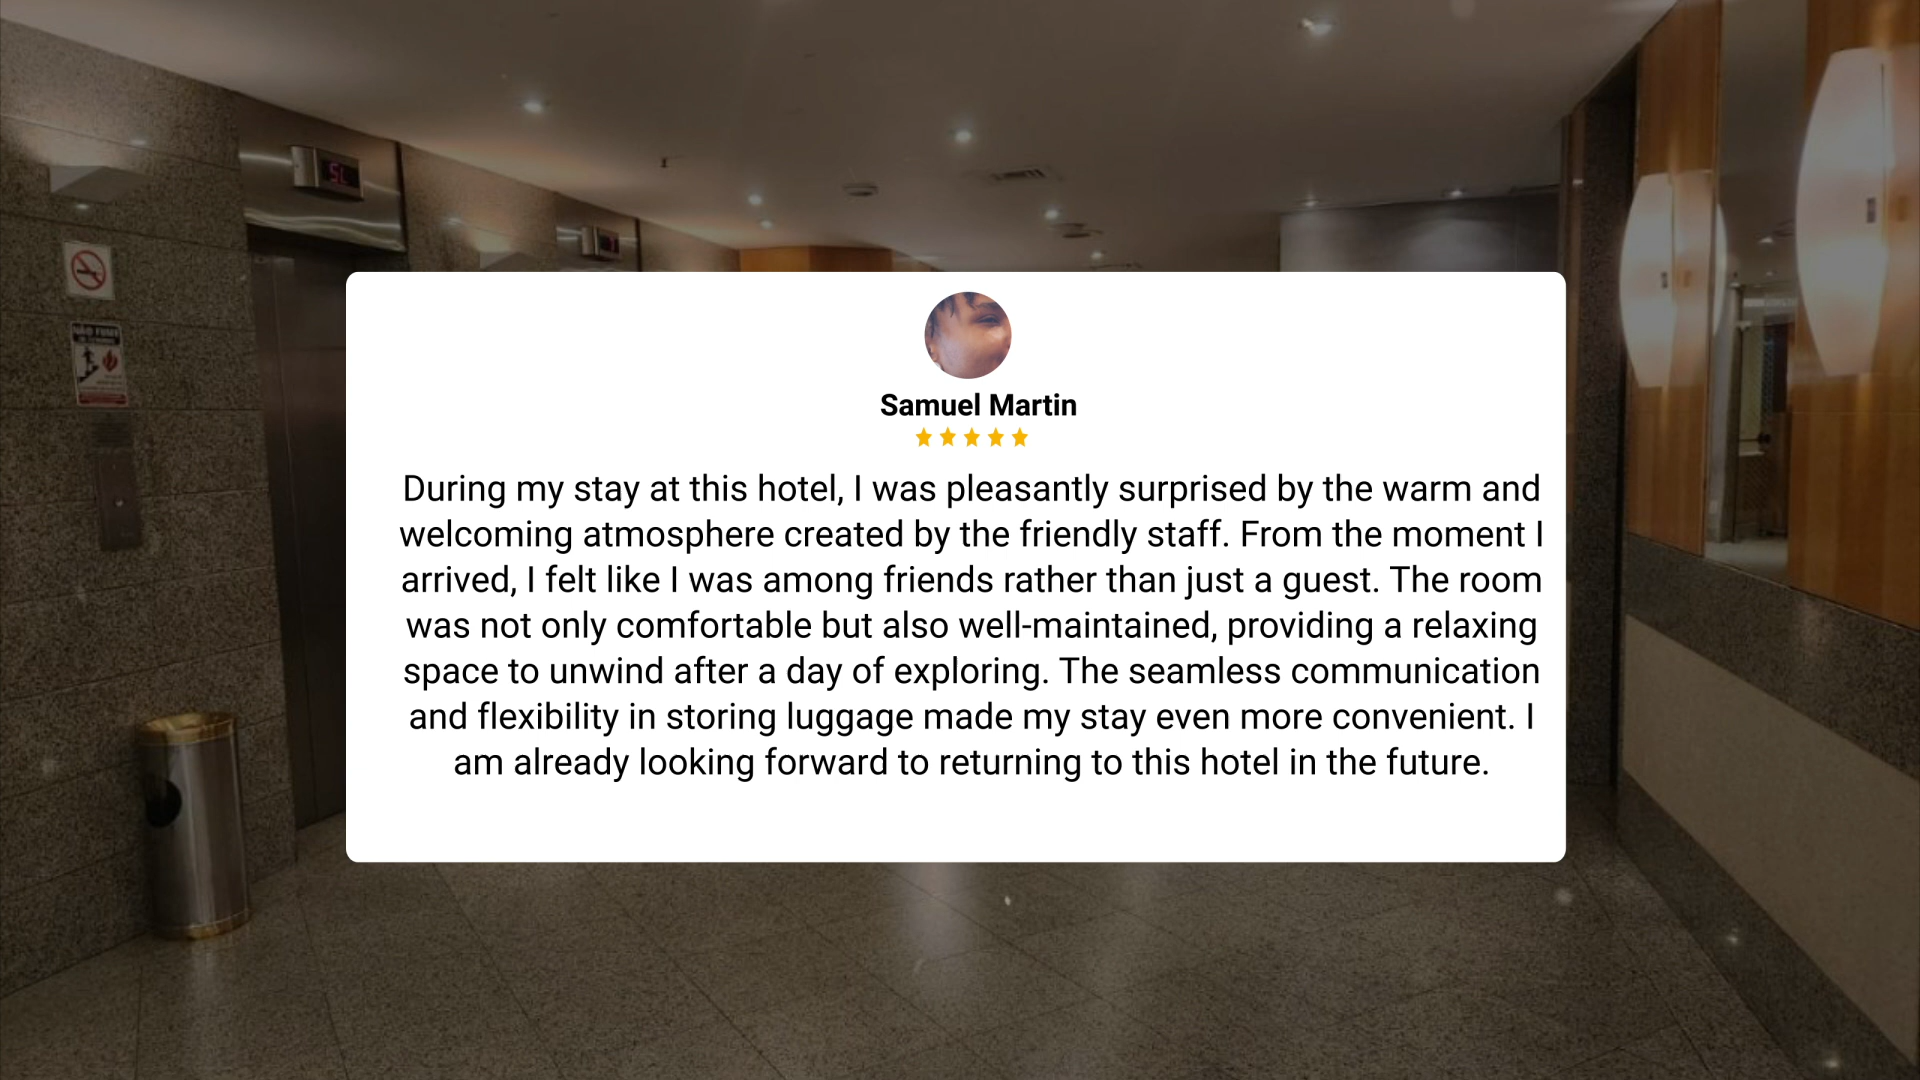 SL
NÃO FUME
Samuel Martin
During my stay at this hotel, I was pleasantly surprised by the warm and
welcoming atmosphere created by the friendly staff. From the moment I
arrived, I felt like I was among friends rather than just a guest. The room
was not only comfortable but also well-maintained, providing a relaxing
space to unwind after a day of exploring. The seamless communication
and flexibility in storing luggage made my stay even more convenient. I
am already looking forward to returning to this hotel in the future.